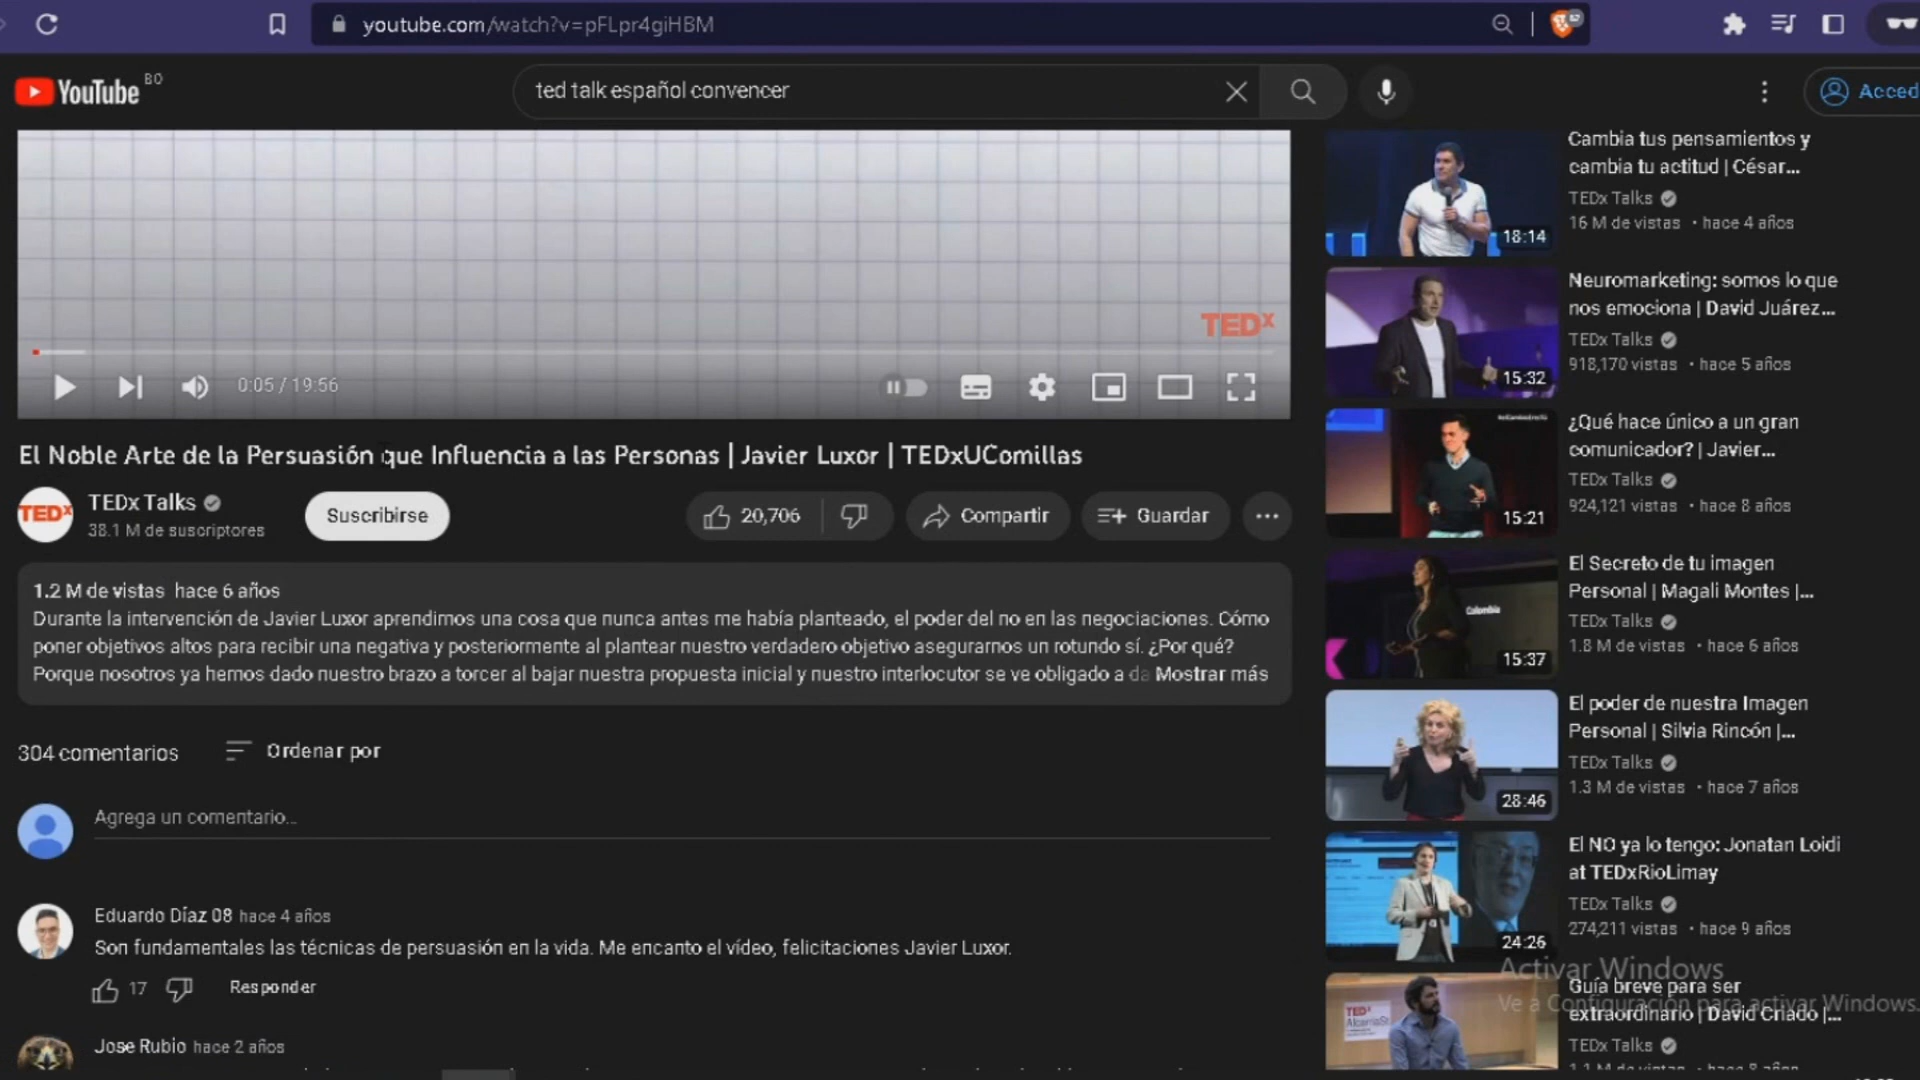 youtube.com/watch?v=pFLpr4giHBM
YouTube BO
ted talk español convencer
Acced
TEDx
0:05 / 19:56
El Noble Arte de la Persuasión que Influencia a las Personas | Javier Luxor | TEDxUComillas
TEDx
TEDx Talks
38.1 M de suscriptores
Suscribirse
20,706
Compartir
Guardar
1.2 M de vistas hace 6 años
Durante la intervención de Javier Luxor aprendimos una cosa que nunca antes me había planteado, el poder del no en las negociaciones. Cómo
poner objetivos altos para recibir una negativa y posteriormente al plantear nuestro verdadero objetivo asegurarnos un rotundo sí. ¿Por qué?
Porque nosotros ya hemos dado nuestro brazo a torcer al bajar nuestra propuesta inicial y nuestro interlocutor se ve obligado a da Mostrar más
304 comentarios
Ordenar por
Agrega un comentario...
Eduardo Díaz 08 hace 4 años
Son fundamentales las técnicas de persuasión en la vida. Me encanto el vídeo, felicitaciones Javier Luxor.
17
Responder
Jose Rubio hace 2 años
18:14
Cambia tus pensamientos y
cambia tu actitud | César...
TEDx Talks
16 M de vistas • hace 4 años
15:32
Neuromarketing: somos lo que
nos emociona | David Juárez...
TEDx Talks
918,170 vistas • hace 5 años
15:21
¿Qué hace único a un gran
comunicador? | Javier...
TEDx Talks
924,121 vistas • hace 8 años
Colombia
15:37
El Secreto de tu imagen
Personal | Magali Montes |...
TEDx Talks
1.8 M de vistas • hace 6 años
28:46
El poder de nuestra Imagen
Personal | Silvia Rincón |...
TEDx Talks
1.3 M de vistas • hace 7 años
24:26
El NO ya lo tengo: Jonatan Loidi
at TEDxRioLimay
TEDx Talks
274,211 vistas • hace 9 años
Activar Windows
Ve a Configuración para activar Windows.
TEDx
AlcarriaSt
Guía breve para ser
extraordinario | David Criado |...
TEDx Talks
1.1 M de vistas • hace 8 años